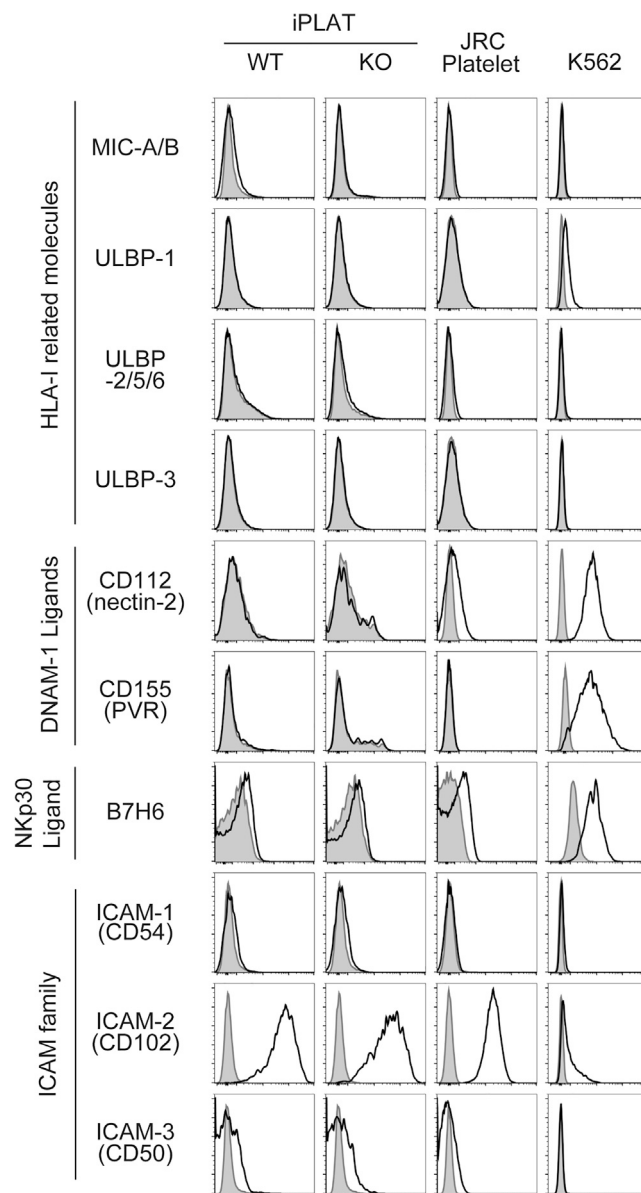 iPLAT
WT
KO
JRC
Platelet
K562
HLA-I related molecules
MIC-A/B
ULBP-1
ULBP
-2/5/6
ULBP-3
DNAM-1 Ligands
CD112
(nectin-2)
CD155
(PVR)
NKp30
Ligand
B7H6
ICAM family
ICAM-1
(CD54)
ICAM-2
(CD102)
ICAM-3
(CD50)